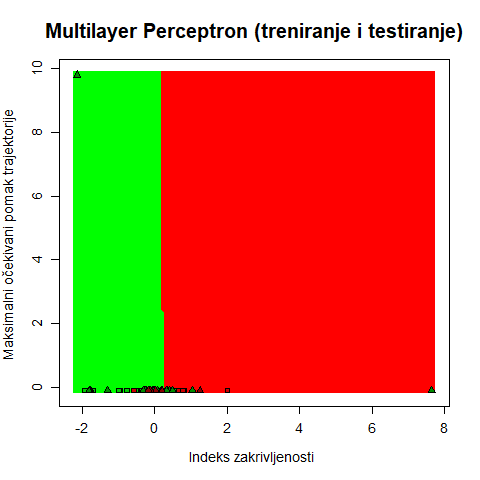 Multilayer Perceptron (treniranje i testiranje)
Maksimalni očekivani pomak trajektorije
10
8
6
4
2
0
-2 0 2 4 6 8
Indeks zakrivljenosti